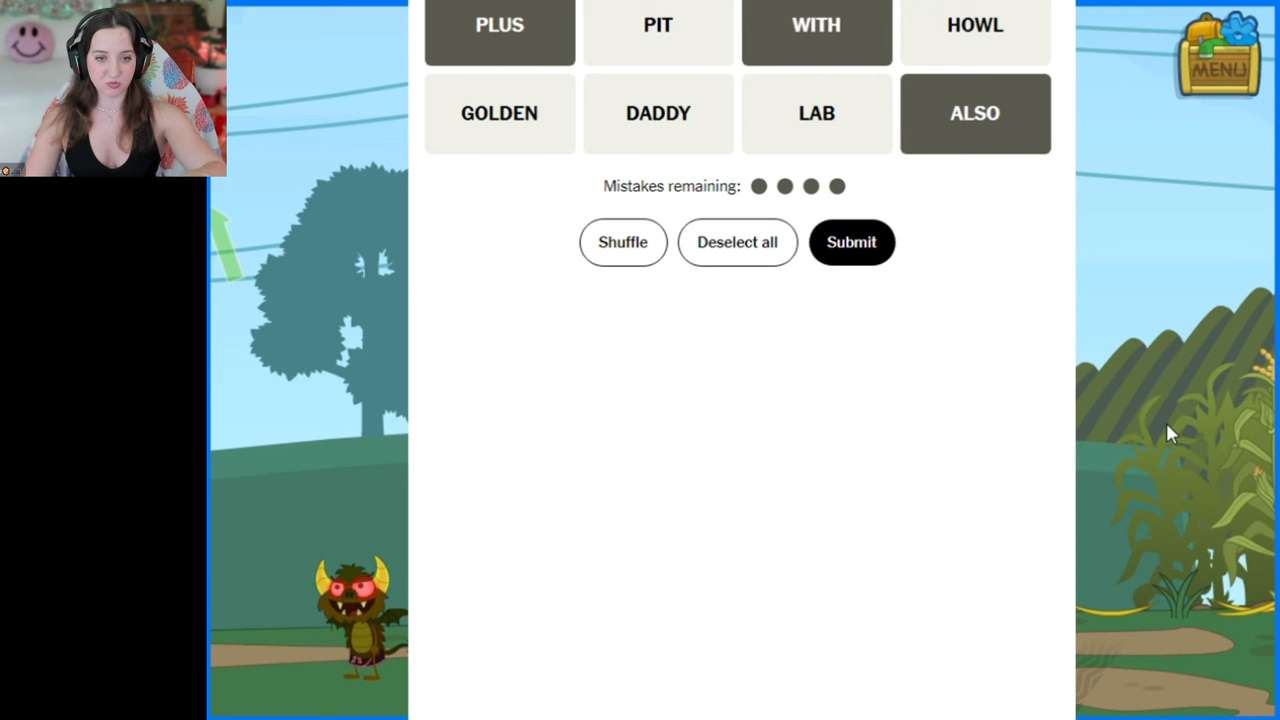 PLUS PIT WITH HOWL
MENU
GOLDEN DADDY LAB ALSO
Mistakes remaining:
Shuffle Deselect all Submit